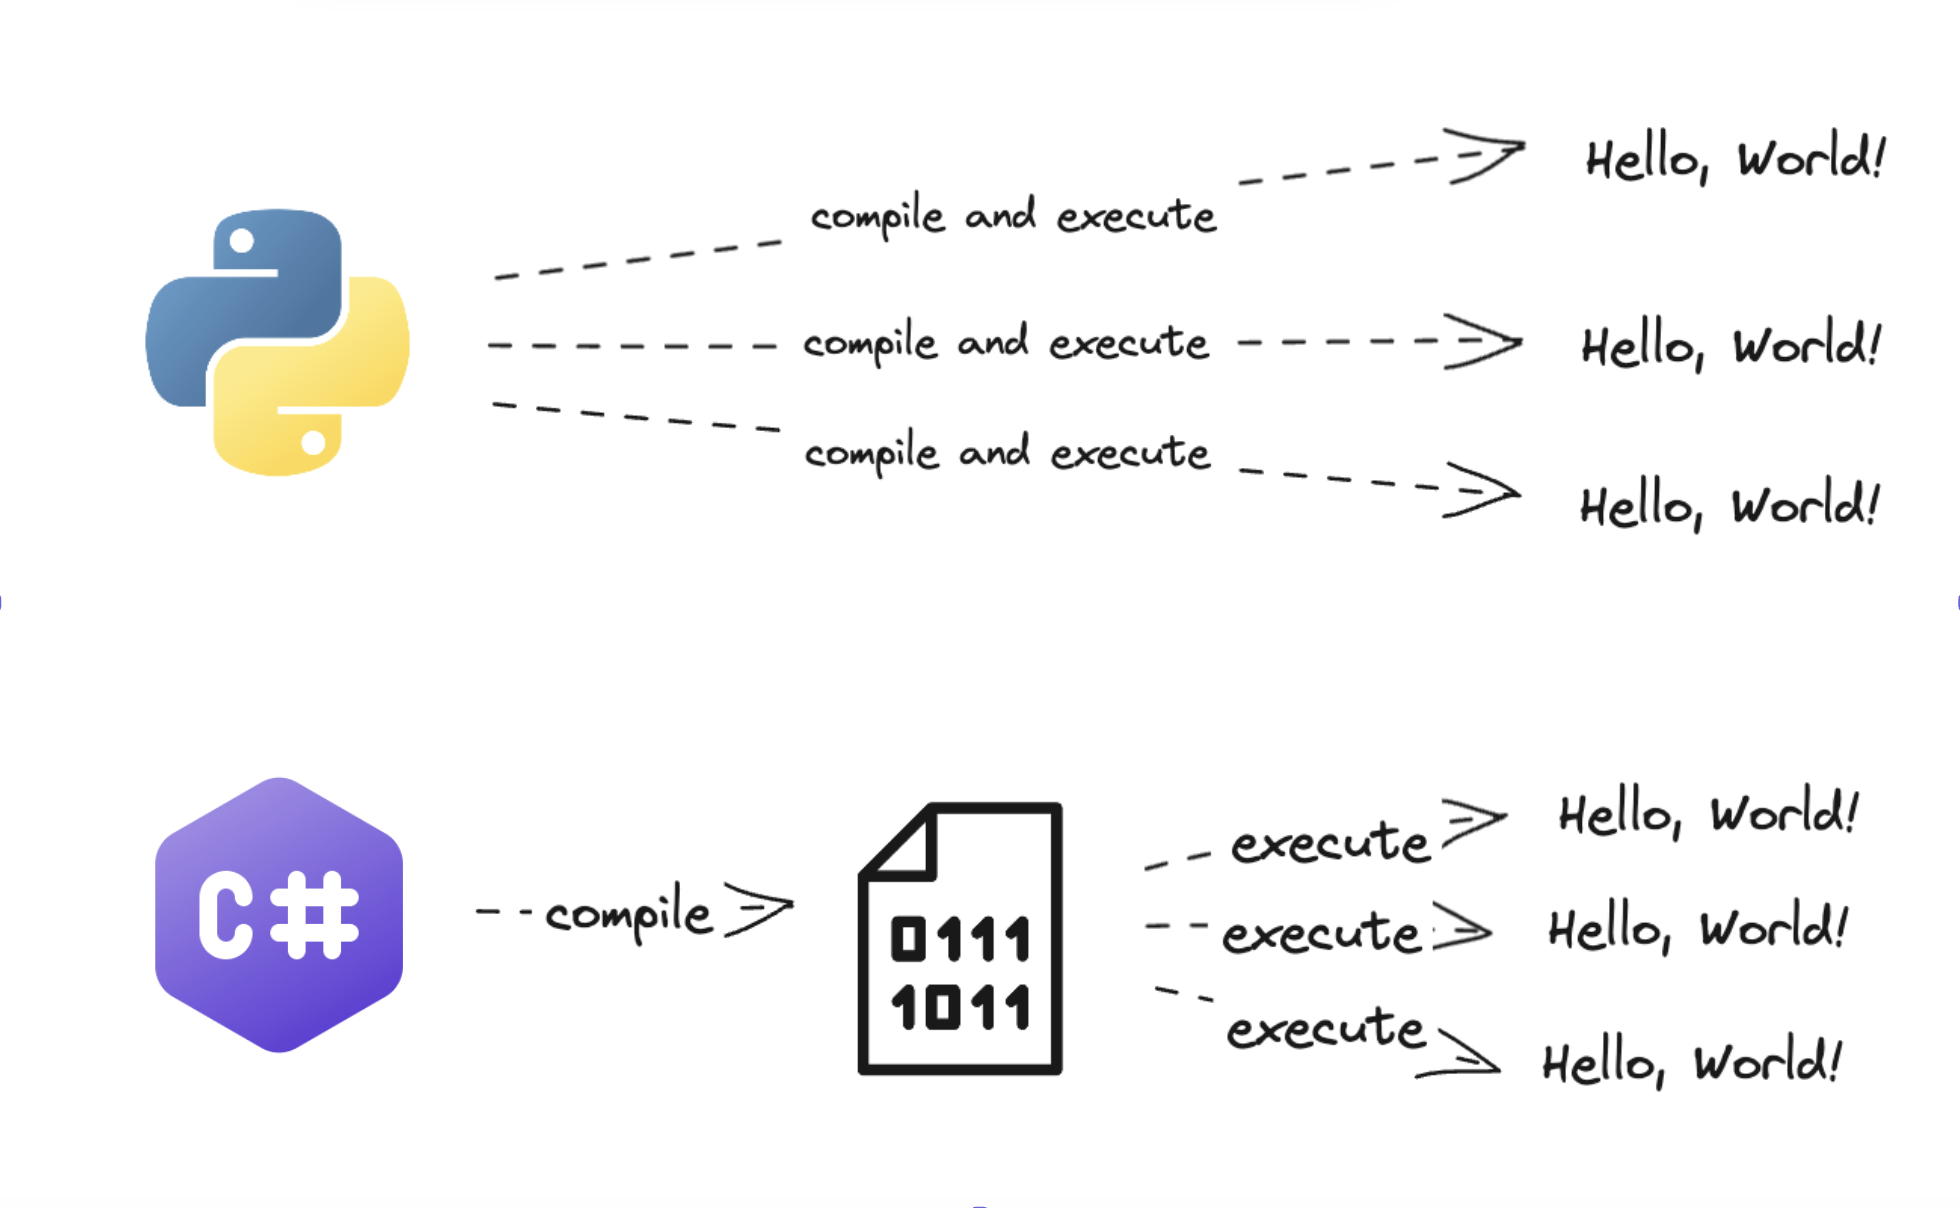 compile and execute
Hello, World!
compile and execute
Hello, World!
compile and execute
Hello, World!
C#
compile
0111
1011
execute
Hello, World!
execute
Hello, World!
execute
Hello, World!